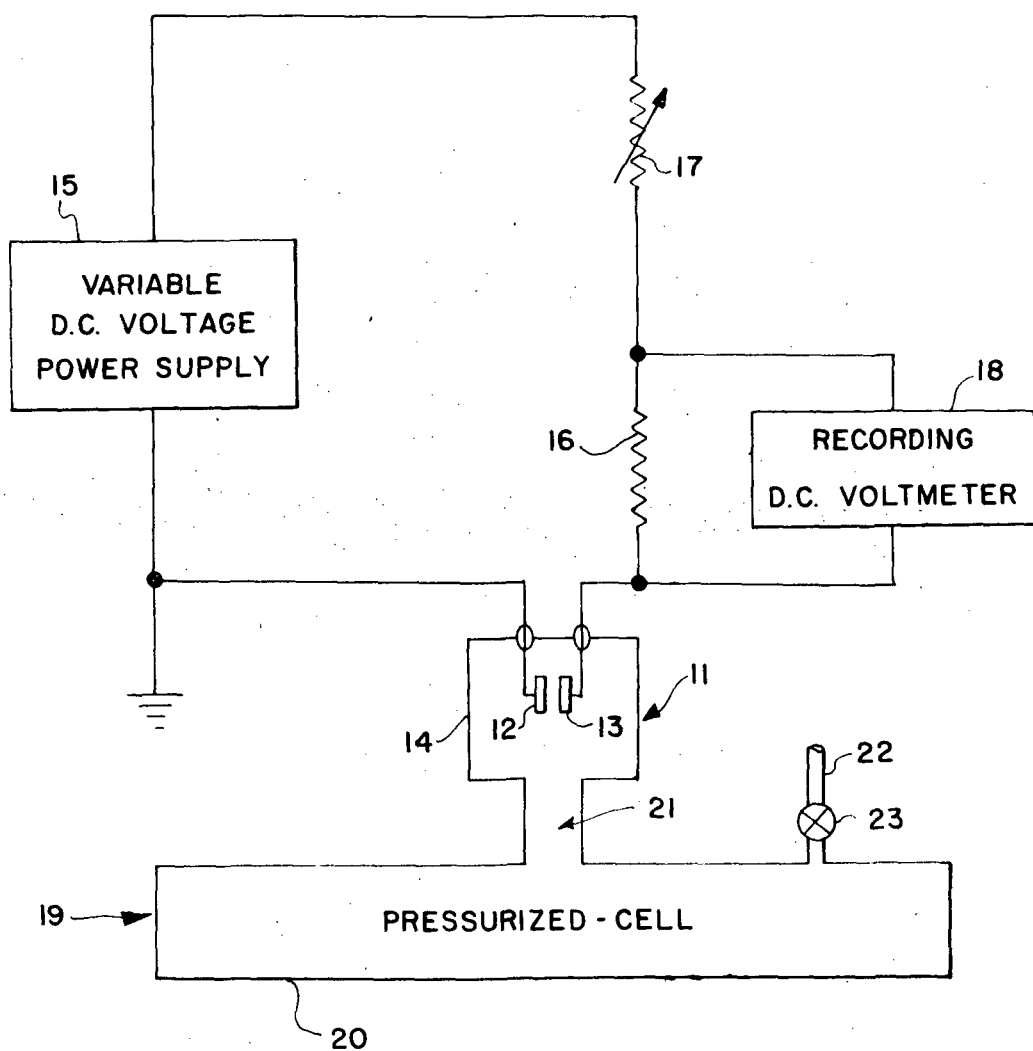 17
15
VARIABLE
D.C. VOLTAGE
POWER SUPPLY
18
16
RECORDING
D.C. VOLTMETER
11
12
13
14
22
21
23
19
PRESSURIZED-CELL
20